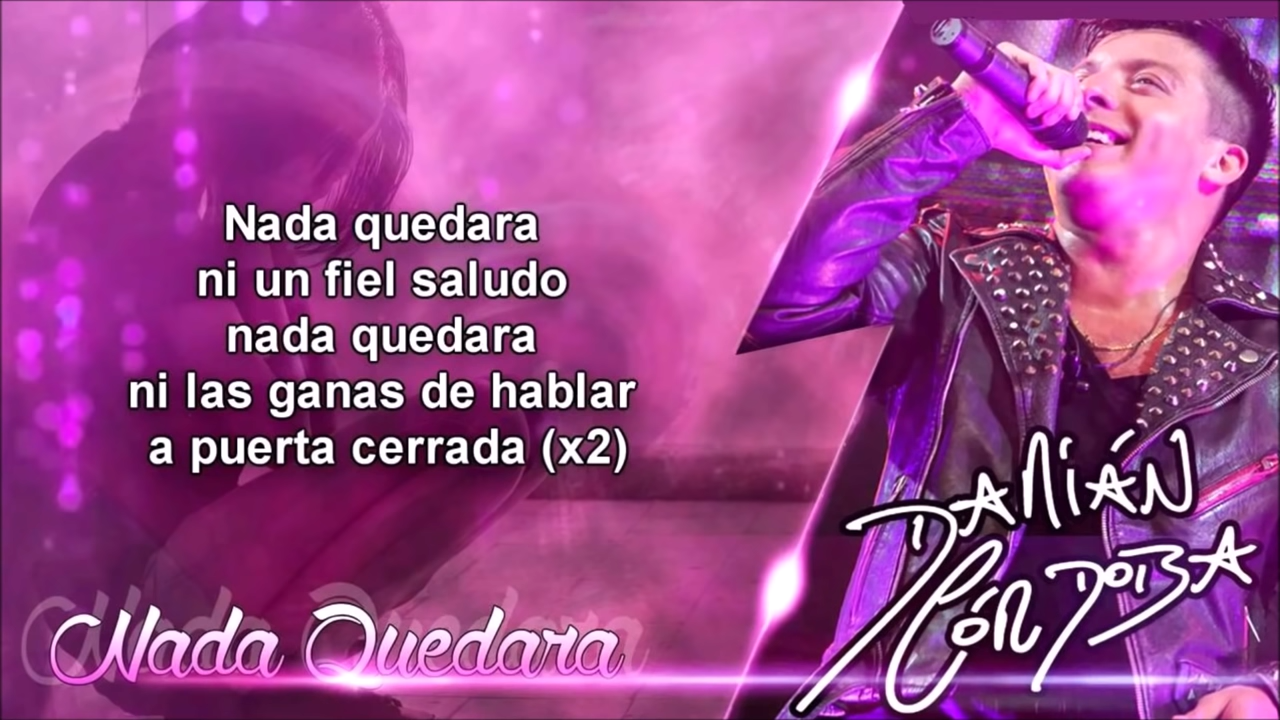 Nada quedara
ni un fiel saludo
nada quedara
ni las ganas de hablar
a puerta cerrada (x2)
Nada Quedara
DAMIÁN
CÓRDOBA